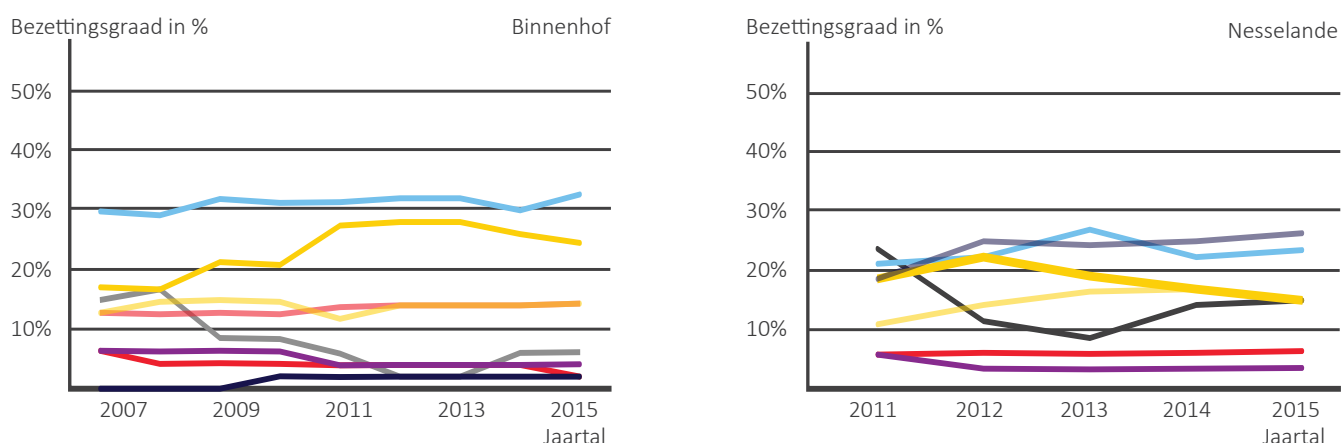 Bezettingsgraad in %
Binnenhof
50%
40%
30%
20%
10%
2007 2009 2011 2013 2015
Jaartal
Bezettingsgraad in %
Nesselande
50%
40%
30%
20%
10%
2011 2012 2013 2014 2015
Jaartal